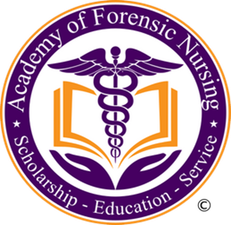 Academy of Forensic Nursing
Scholarship - Education - Service
©